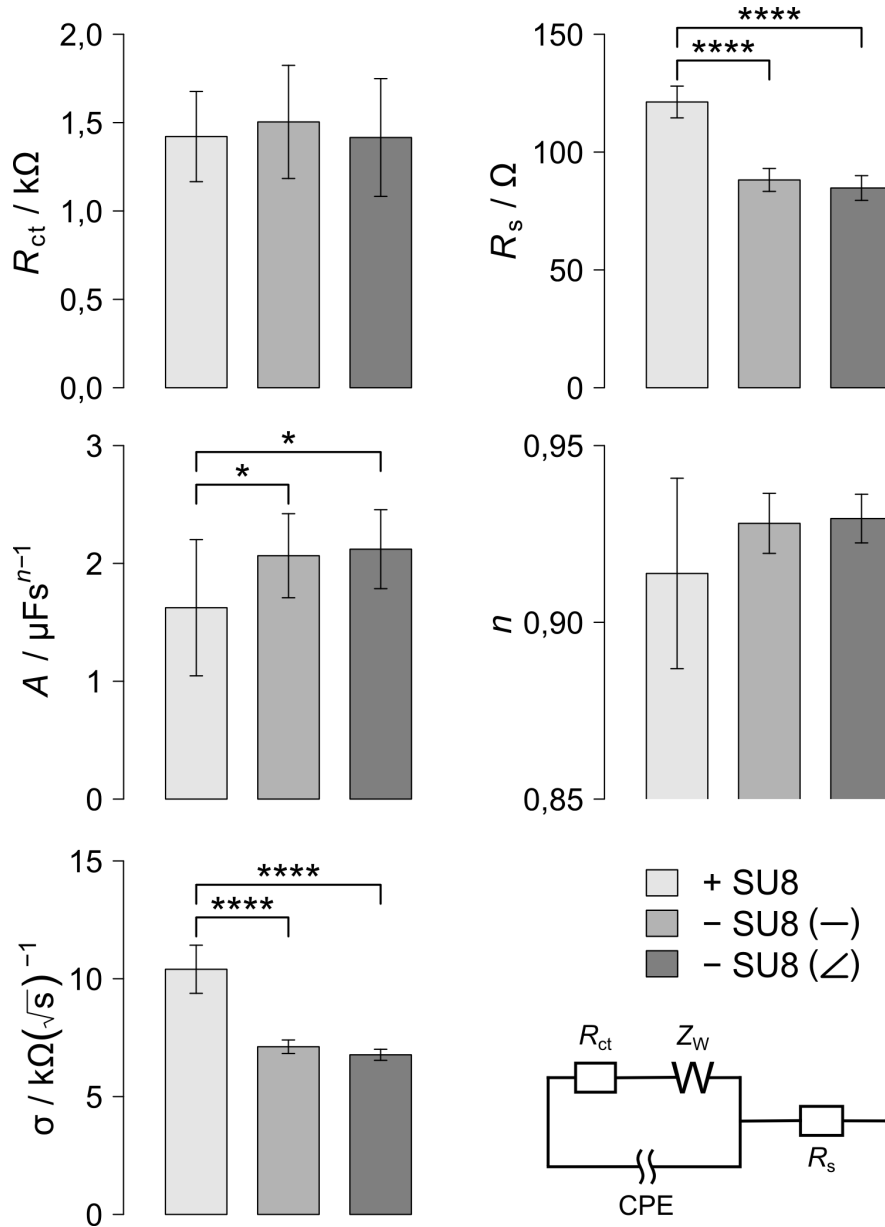 2,0
1,5
1,0
0,5
0,0
R_ct / kΩ
150
100
50
0
R_s / Ω
****
****
3
2
1
0
A / µFs^n−1
*
*
0,95
0,90
0,85
n
15
10
5
0
σ / kΩ(√s)^−1
****
****
+ SU8
− SU8 (—)
− SU8 (∠)
R_ct
Z_W
W
R_s
CPE